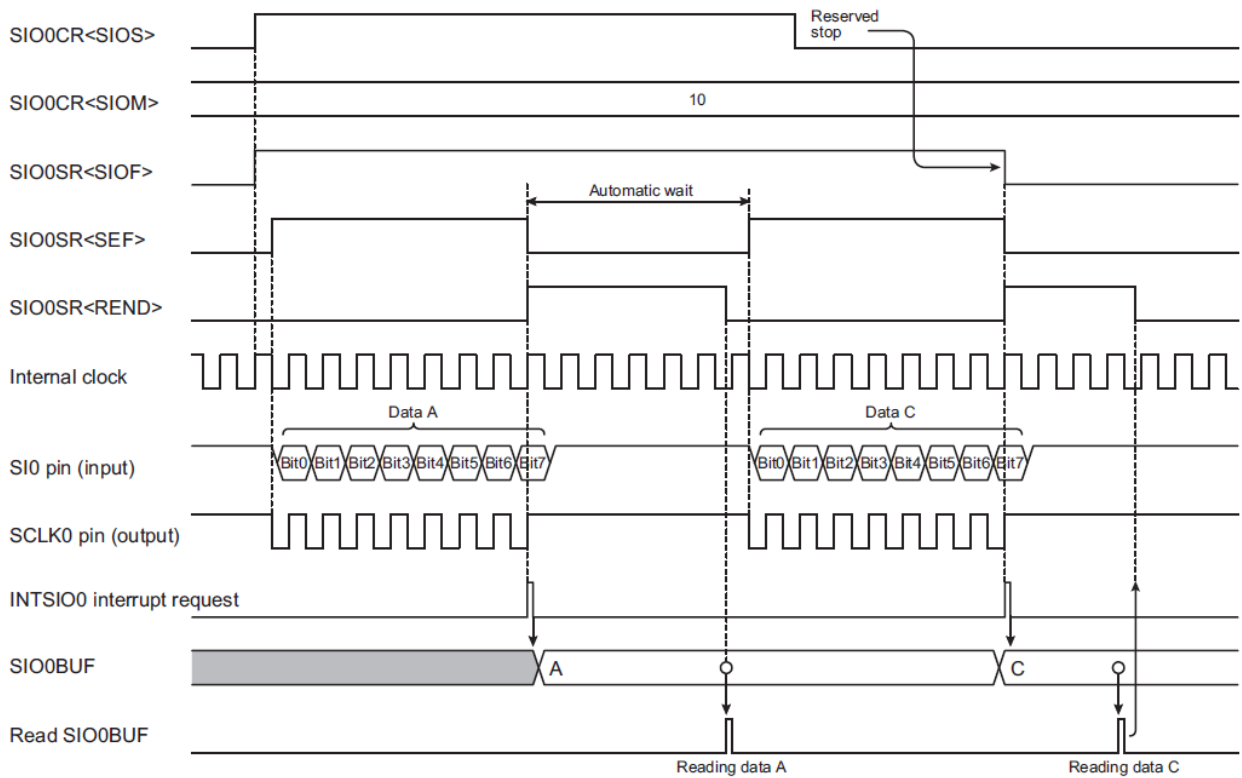 SIO0CR<SIOS>
Reserved
stop
SIO0CR<SIOM>
10
SIO0SR<SIOF>
Automatic wait
SIO0SR<SEF>
SIO0SR<REND>
Internal clock
Data A
Data C
SI0 pin (input)
Bit0 Bit1 Bit2 Bit3 Bit4 Bit5 Bit6 Bit7
Bit0 Bit1 Bit2 Bit3 Bit4 Bit5 Bit6 Bit7
SCLK0 pin (output)
INTSIO0 interrupt request
SIO0BUF
A
C
Read SIO0BUF
Reading data A
Reading data C